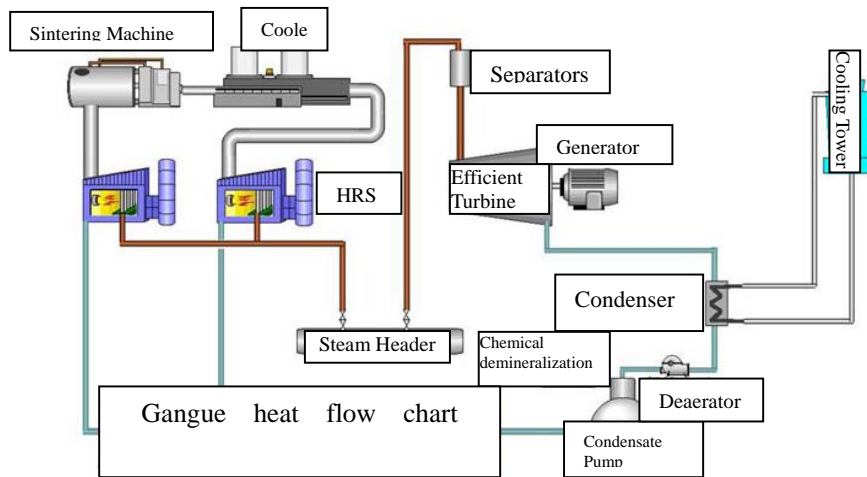 Sintering Machine
Coole
Separators
Cooling Tower
Generator
Efficient
Turbine
HRS
Condenser
Steam Header
Chemical
demineralization
Gangue heat flow chart
Deaerator
Condensate
Pump